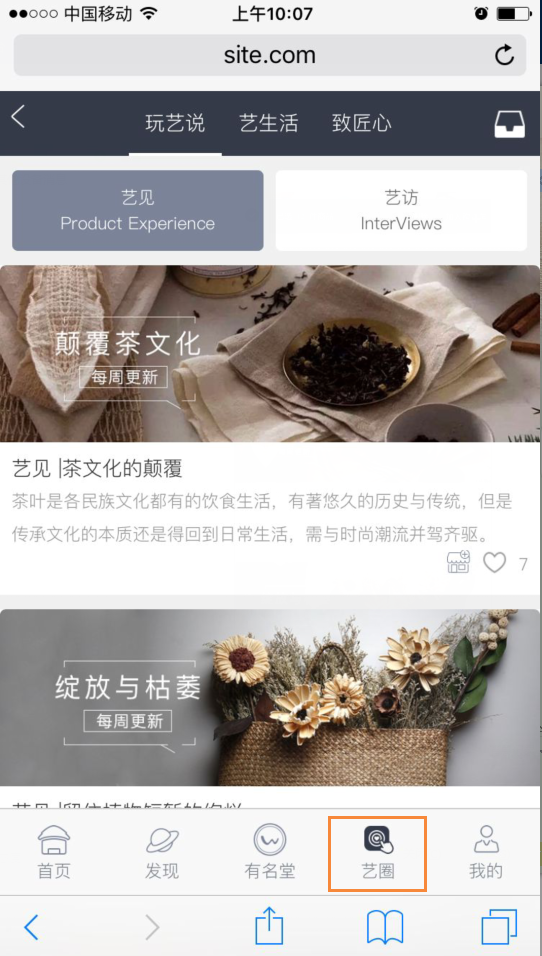 中国移动 上午10:07
site.com
玩艺说 艺生活 致匠心
艺见 艺访
Product Experience InterViews
颠覆茶文化
每周更新
艺见 |茶文化的颠覆
茶叶是各民族文化都有的饮食生活，有著悠久的历史与传统，但是
传承文化的本质还是得回到日常生活，需与时尚潮流并驾齐驱。
7
绽放与枯萎
每周更新
首页 发现 有名堂 艺圈 我的